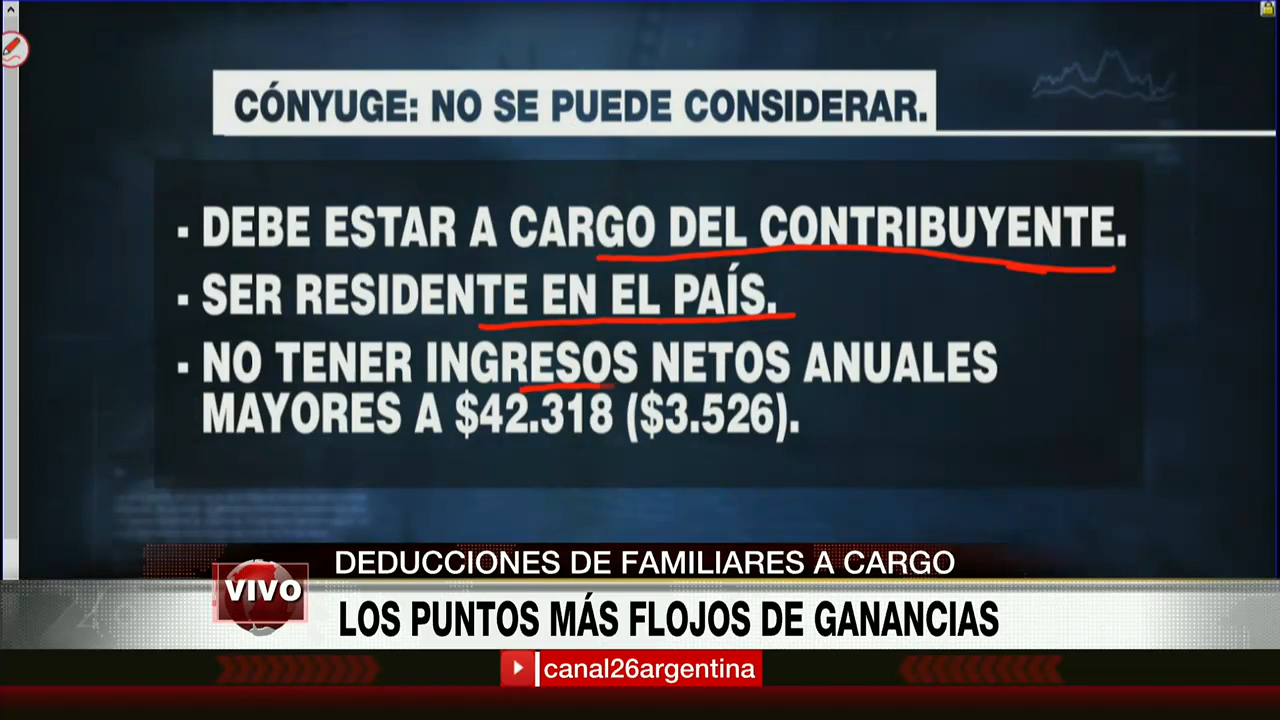 CÓNYUGE: NO SE PUEDE CONSIDERAR.
- DEBE ESTAR A CARGO DEL CONTRIBUYENTE.
- SER RESIDENTE EN EL PAÍS.
- NO TENER INGRESOS NETOS ANUALES
MAYORES A $42.318 ($3.526).
DEDUCCIONES DE FAMILIARES A CARGO
VIVO
LOS PUNTOS MÁS FLOJOS DE GANANCIAS
canal26argentina